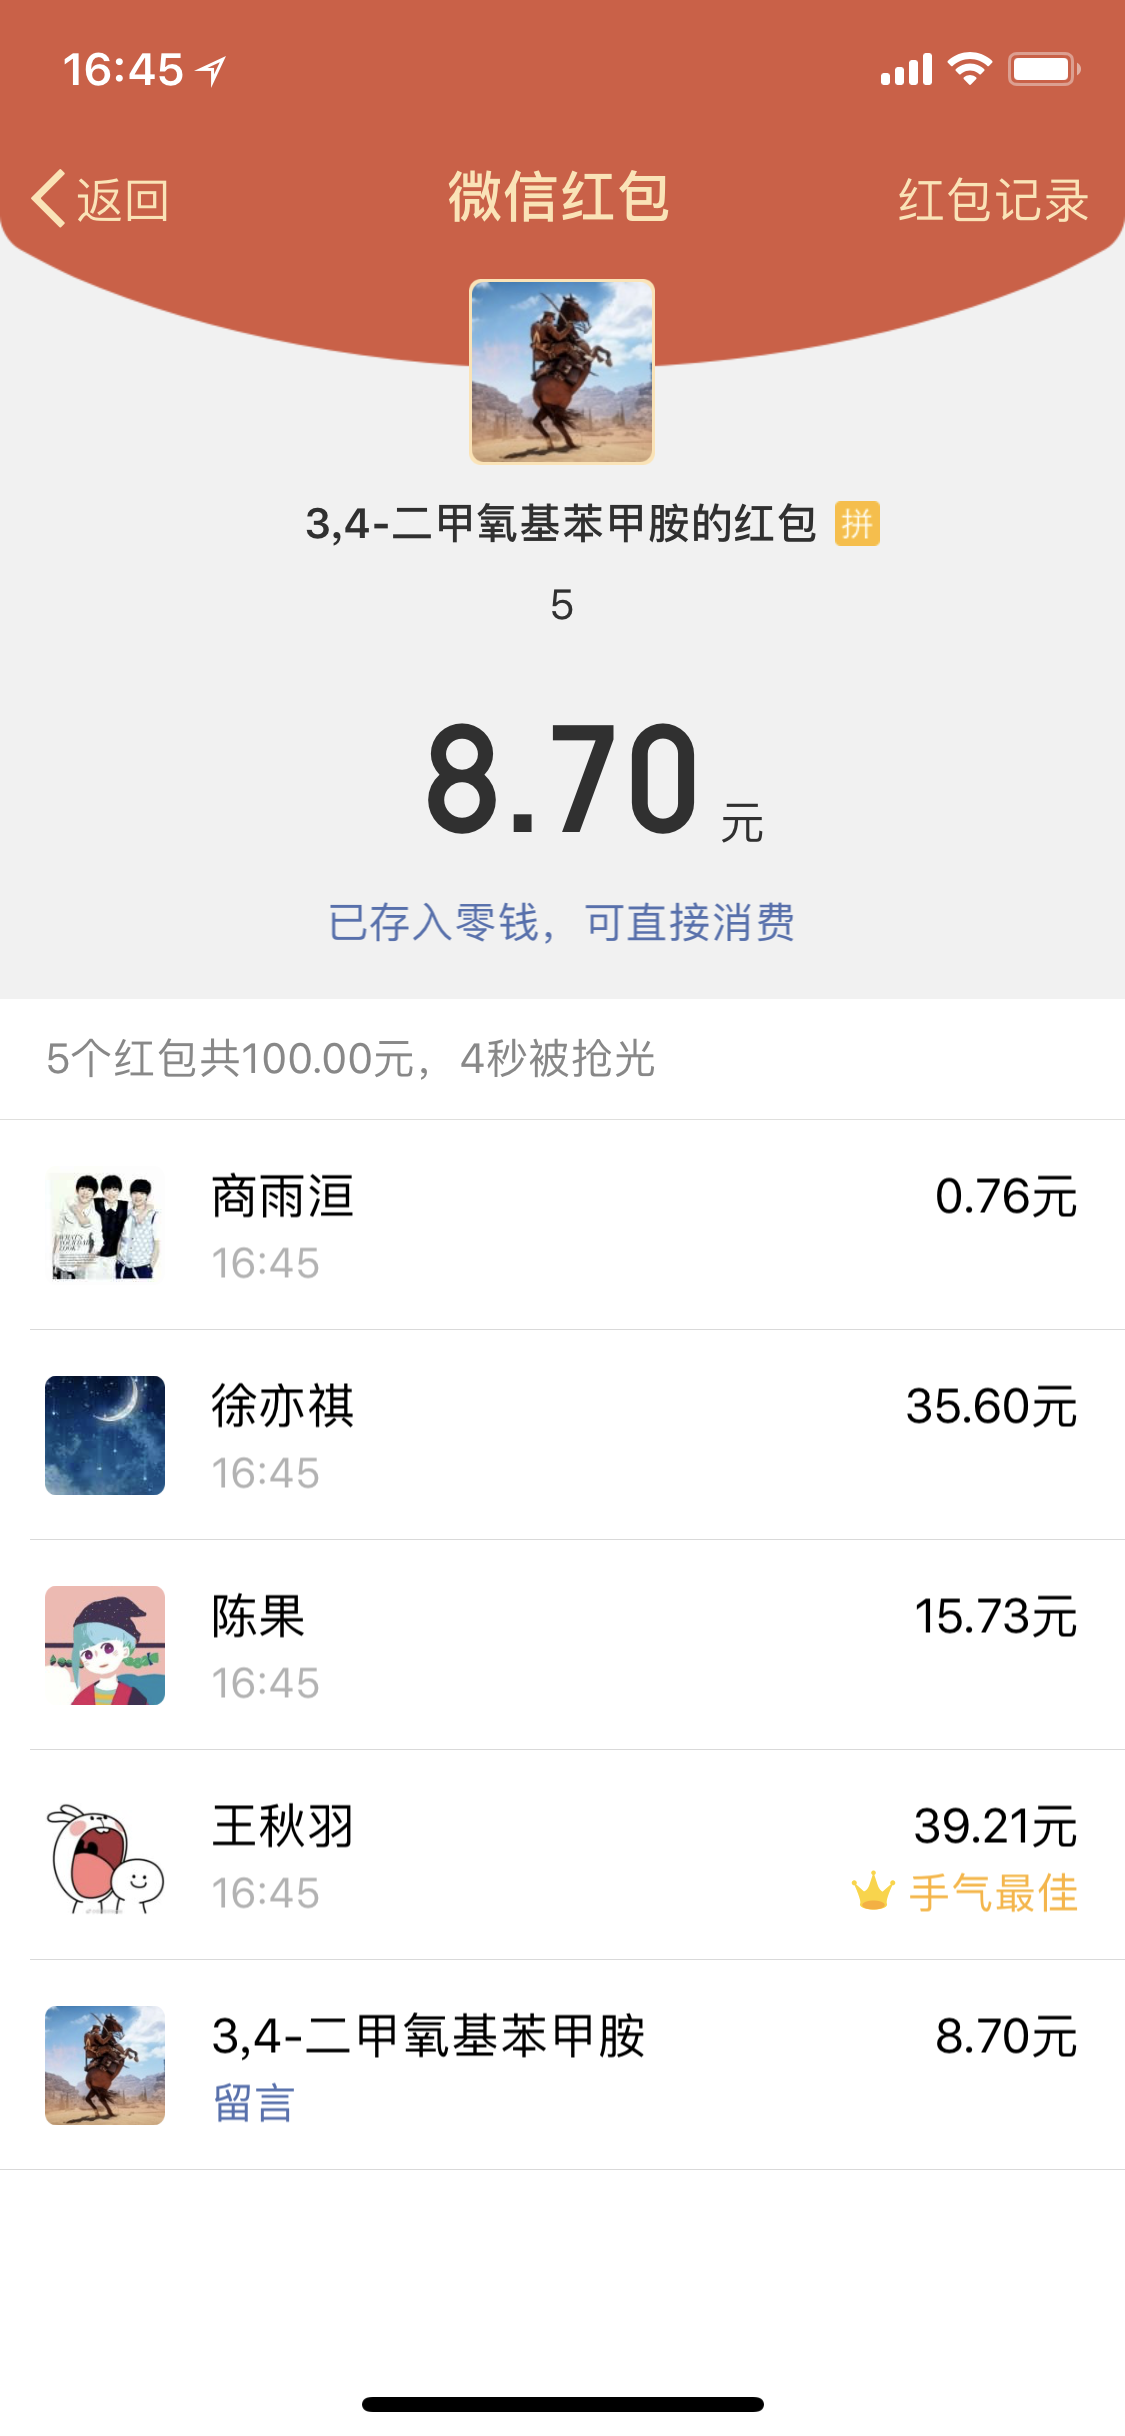 16:45
返回 微信红包 红包记录
3,4-二甲氧基苯甲胺的红包 拼
5
8.70 元
已存入零钱，可直接消费
5个红包共100.00元，4秒被抢光
商雨洹 0.76元
16:45
徐亦祺 35.60元
16:45
陈果 15.73元
16:45
王秋羽 39.21元
16:45 手气最佳
3,4-二甲氧基苯甲胺 8.70元
留言